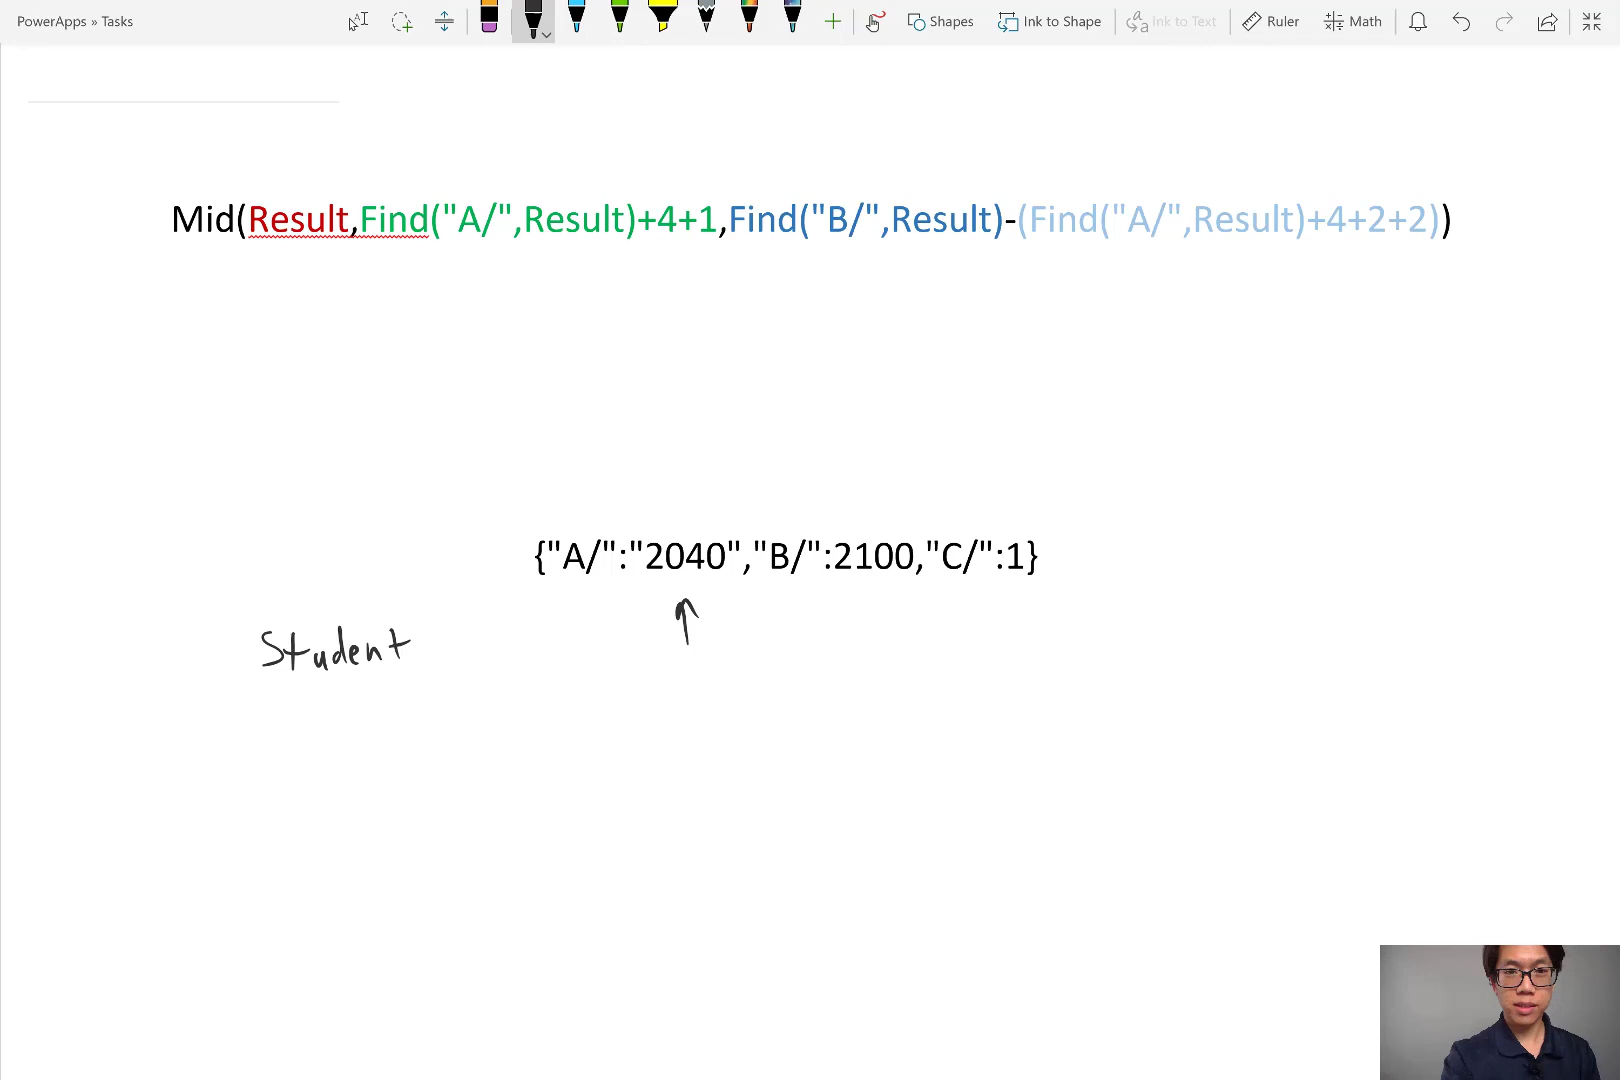 PowerApps » Tasks
Shapes Ink to Shape Ink to Text Ruler Math
Mid(Result,Find("A/",Result)+4+1,Find("B/",Result)-(Find("A/",Result)+4+2+2))
{"A/":"2040","B/":2100,"C/":1}
Student